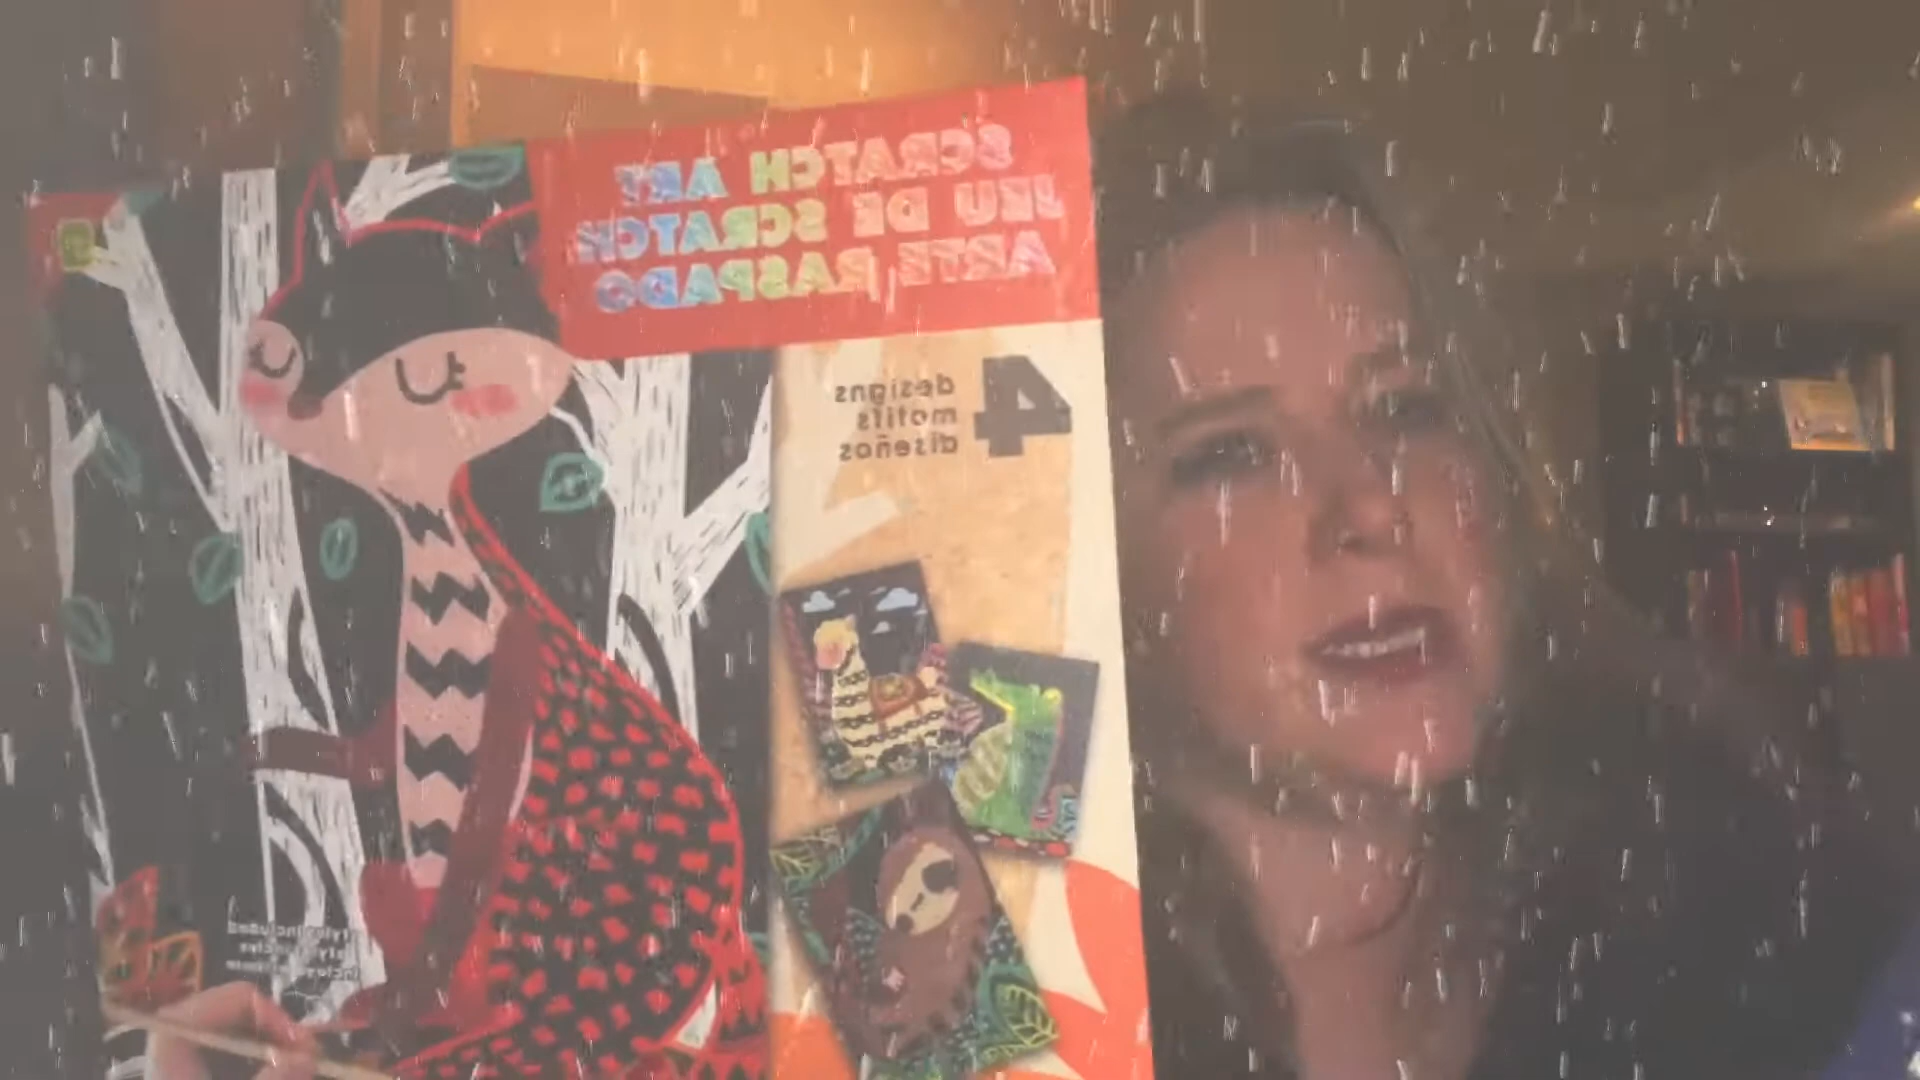 SCRATCH ART
JEU DE SCRATCH
ARTE RASPADO
4
designs
motifs
diseños